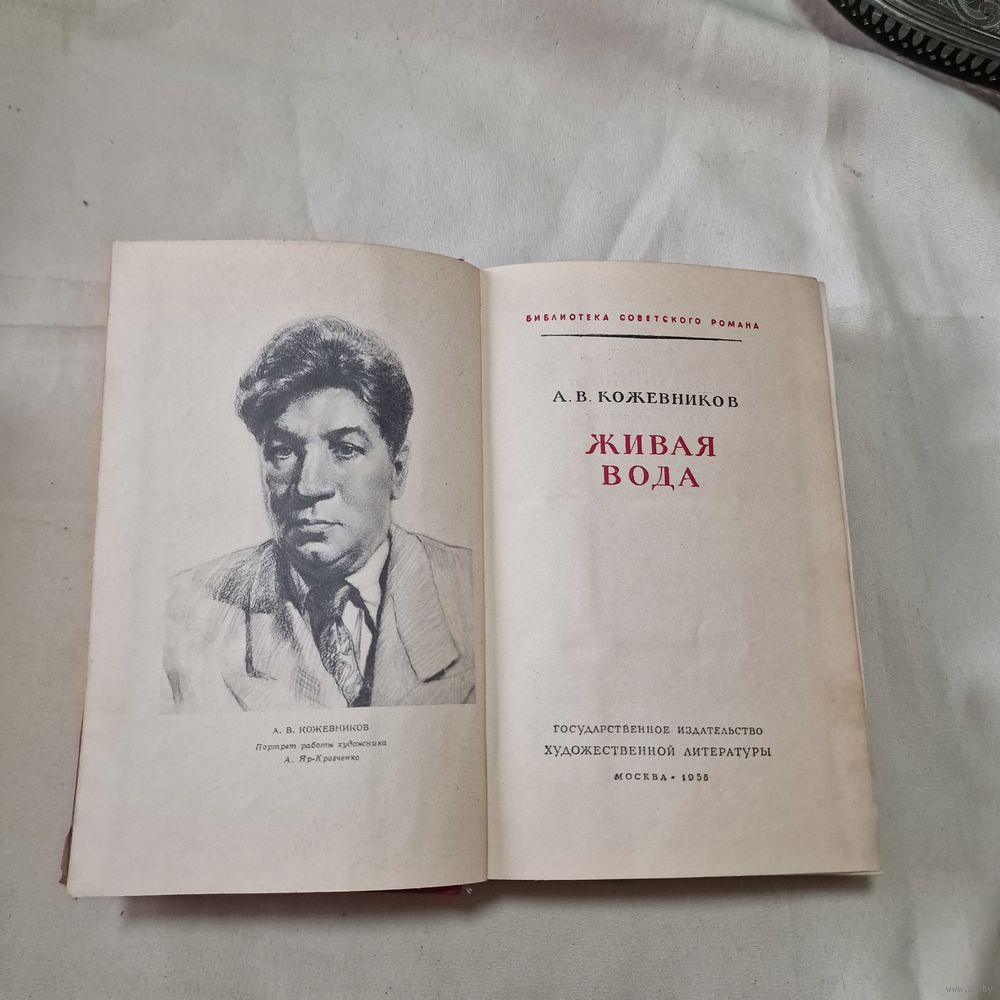 А. В. КОЖЕВНИКОВ
Портрет работы художника
А. Яр-Кравченко
БИБЛИОТЕКА СОВЕТСКОГО РОМАНА
А. В. КОЖЕВНИКОВ
ЖИВАЯ
ВОДА
ГОСУДАРСТВЕННОЕ ИЗДАТЕЛЬСТВО
ХУДОЖЕСТВЕННОЙ ЛИТЕРАТУРЫ
МОСКВА • 1955